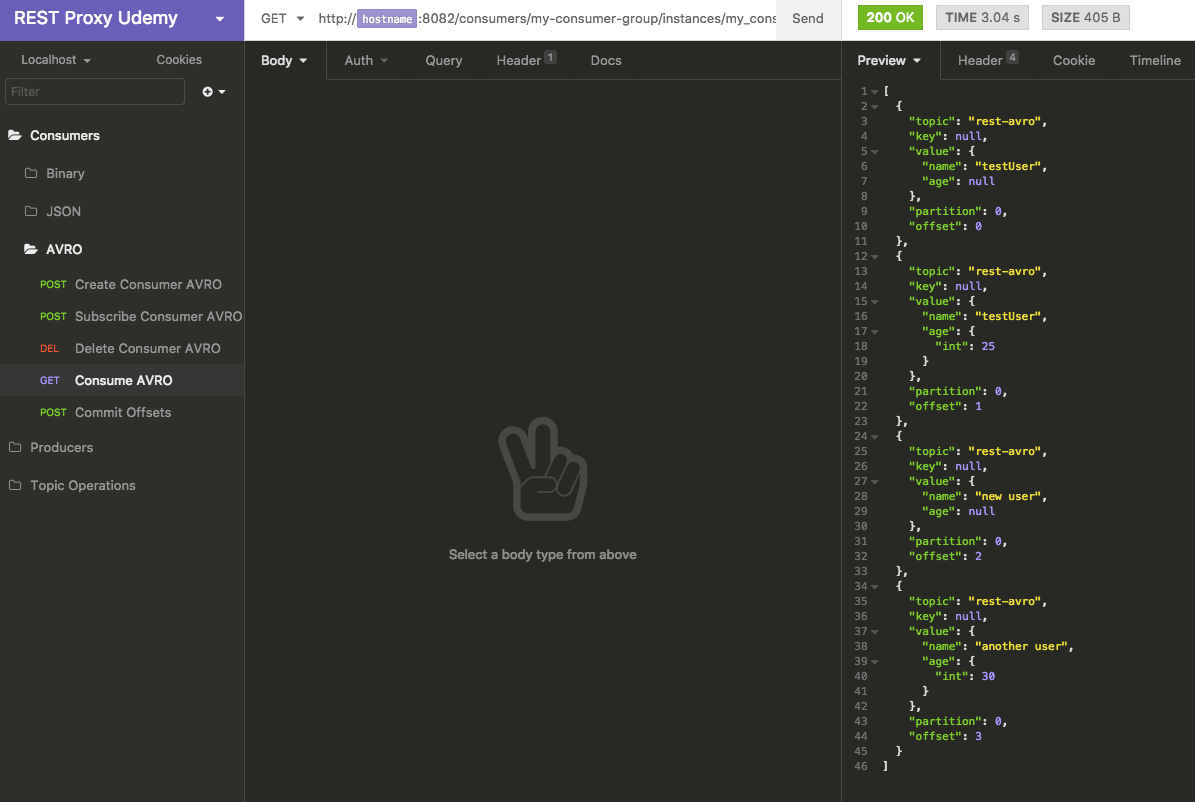 REST Proxy Udemy
GET http://hostname:8082/consumers/my-consumer-group/instances/my_cons
Send
200 OK
TIME 3.04 s
SIZE 405 B
Localhost
Cookies
Filter
Consumers
Binary
JSON
AVRO
POST Create Consumer AVRO
POST Subscribe Consumer AVRO
DEL Delete Consumer AVRO
GET Consume AVRO
POST Commit Offsets
Producers
Topic Operations
Body
Auth
Query
Header 1
Docs
Select a body type from above
Preview
Header 4
Cookie
Timeline
1 [
2 {
3 "topic": "rest-avro",
4 "key": null,
5 "value": {
6 "name": "testUser",
7 "age": null
8 },
9 "partition": 0,
10 "offset": 0
11 },
12 {
13 "topic": "rest-avro",
14 "key": null,
15 "value": {
16 "name": "testUser",
17 "age": {
18 "int": 25
19 }
20 },
21 "partition": 0,
22 "offset": 1
23 },
24 {
25 "topic": "rest-avro",
26 "key": null,
27 "value": {
28 "name": "new user",
29 "age": null
30 },
31 "partition": 0,
32 "offset": 2
33 },
34 {
35 "topic": "rest-avro",
36 "key": null,
37 "value": {
38 "name": "another user",
39 "age": {
40 "int": 30
41 }
42 },
43 "partition": 0,
44 "offset": 3
45 }
46 ]